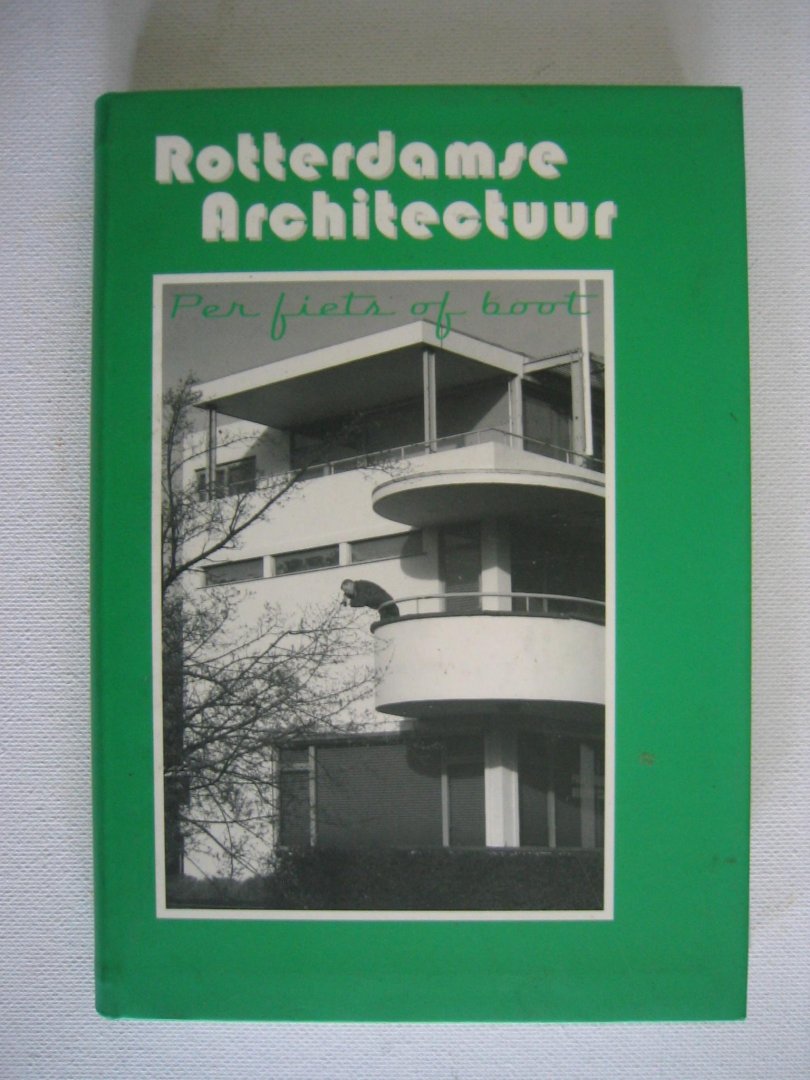 Rotterdamse
Architectuur
Per fiets of boot